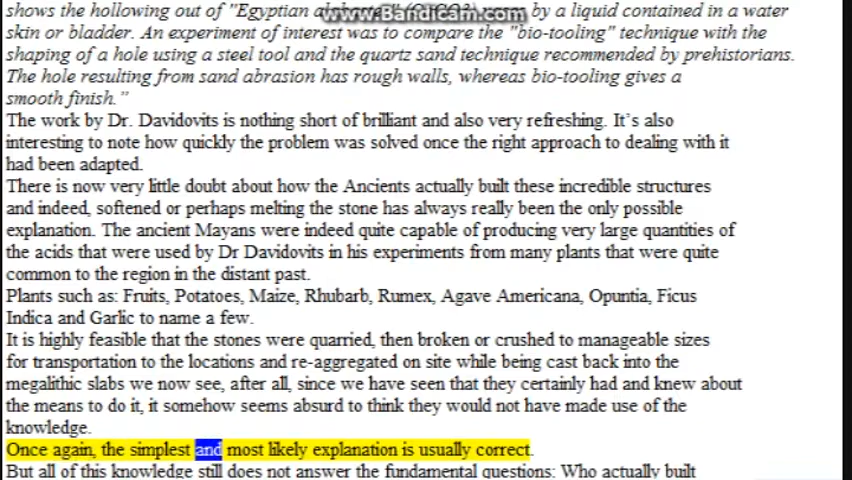 shows the hollowing out of "Egyptian
www.Bandicam.com
by a liquid contained in a water
skin or bladder. An experiment of interest was to compare the "bio-tooling" technique with the
shaping of a hole using a steel tool and the quartz sand technique recommended by prehistorians.
The hole resulting from sand abrasion has rough walls, whereas bio-tooling gives a
smooth finish."
The work by Dr. Davidovits is nothing short of brilliant and also very refreshing. It's also
interesting to note how quickly the problem was solved once the right approach to dealing with it
had been adapted.
There is now very little doubt about how the Ancients actually built these incredible structures
and indeed, softened or perhaps melting the stone has always really been the only possible
explanation. The ancient Mayans were indeed quite capable of producing very large quantities of
the acids that were used by Dr Davidovits in his experiments from many plants that were quite
common to the region in the distant past.
Plants such as: Fruits, Potatoes, Maize, Rhubarb, Rumex, Agave Americana, Opuntia, Ficus
Indica and Garlic to name a few.
It is highly feasible that the stones were quarried, then broken or crushed to manageable sizes
for transportation to the locations and re-aggregated on site while being cast back into the
megalithic slabs we now see, after all, since we have seen that they certainly had and knew about
the means to do it, it somehow seems absurd to think they would not have made use of the
knowledge.
Once again, the simplest and most likely explanation is usually correct.
But all of this knowledge still does not answer the fundamental questions: Who actually built